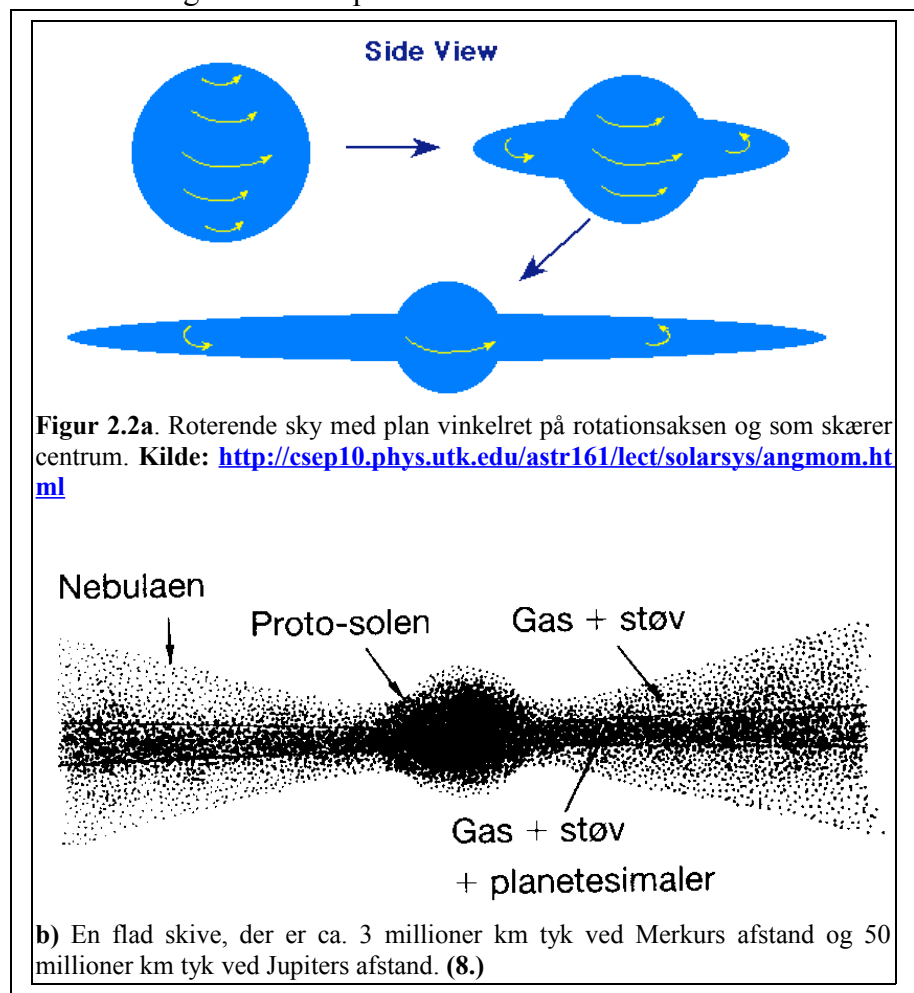 Side View
Figur 2.2a. Roterende sky med plan vinkelret på rotationsaksen og som skærer
centrum. Kilde: http://csep10.phys.utk.edu/astr161/lect/solarsys/angmom.ht
ml
Nebulaen
Proto-solen
Gas + støv
Gas + støv
+ planetesimaler
b) En flad skive, der er ca. 3 millioner km tyk ved Merkurs afstand og 50
millioner km tyk ved Jupiters afstand. (8.)